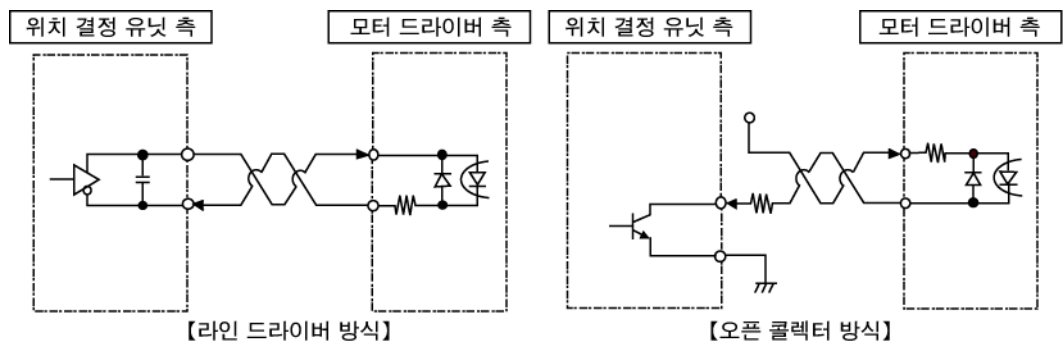 위치 결정 유닛 측
모터 드라이버 측
위치 결정 유닛 측
모터 드라이버 측
【라인 드라이버 방식】
【오픈 콜렉터 방식】